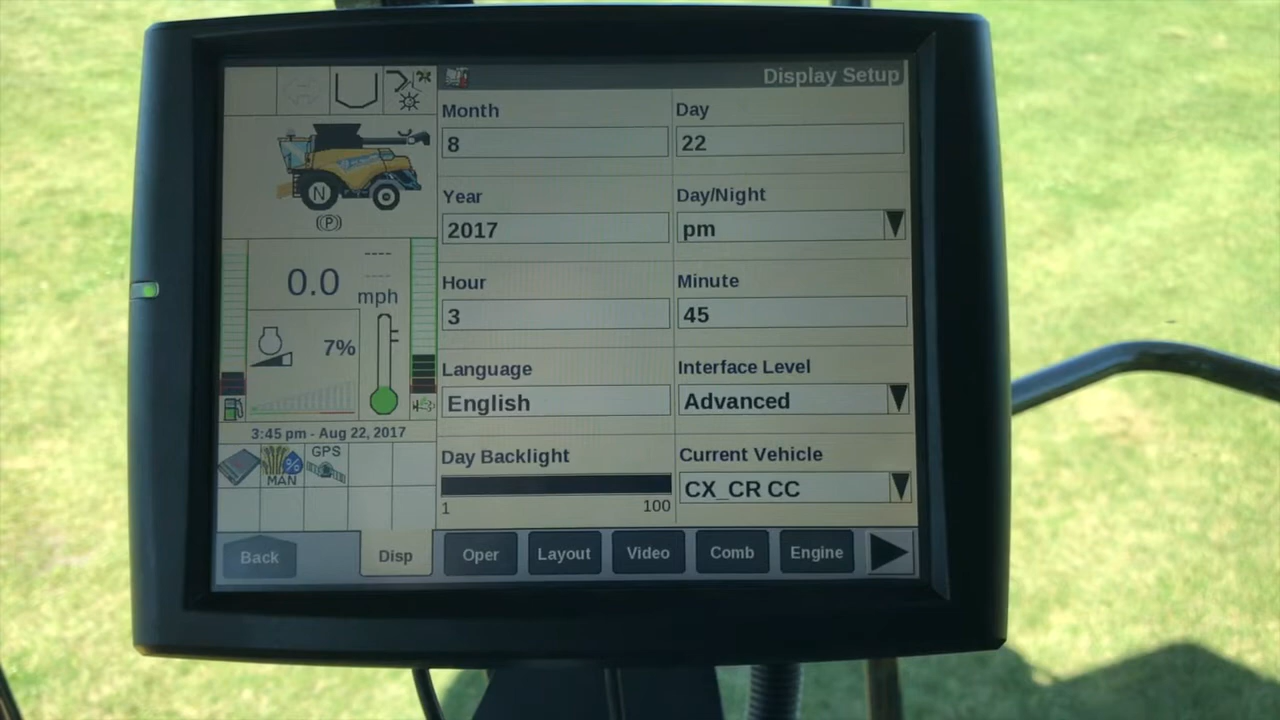 Display Setup
Month
8
Day
22
Year
2017
Day/Night
pm
Hour
3
Minute
45
Language
English
Interface Level
Advanced
Day Backlight
1
100
Current Vehicle
CX_CR CC
N
(P)
0.0
----
----
mph
7%
3:45 pm - Aug 22, 2017
%
MAN
GPS
Back
Disp
Oper
Layout
Video
Comb
Engine